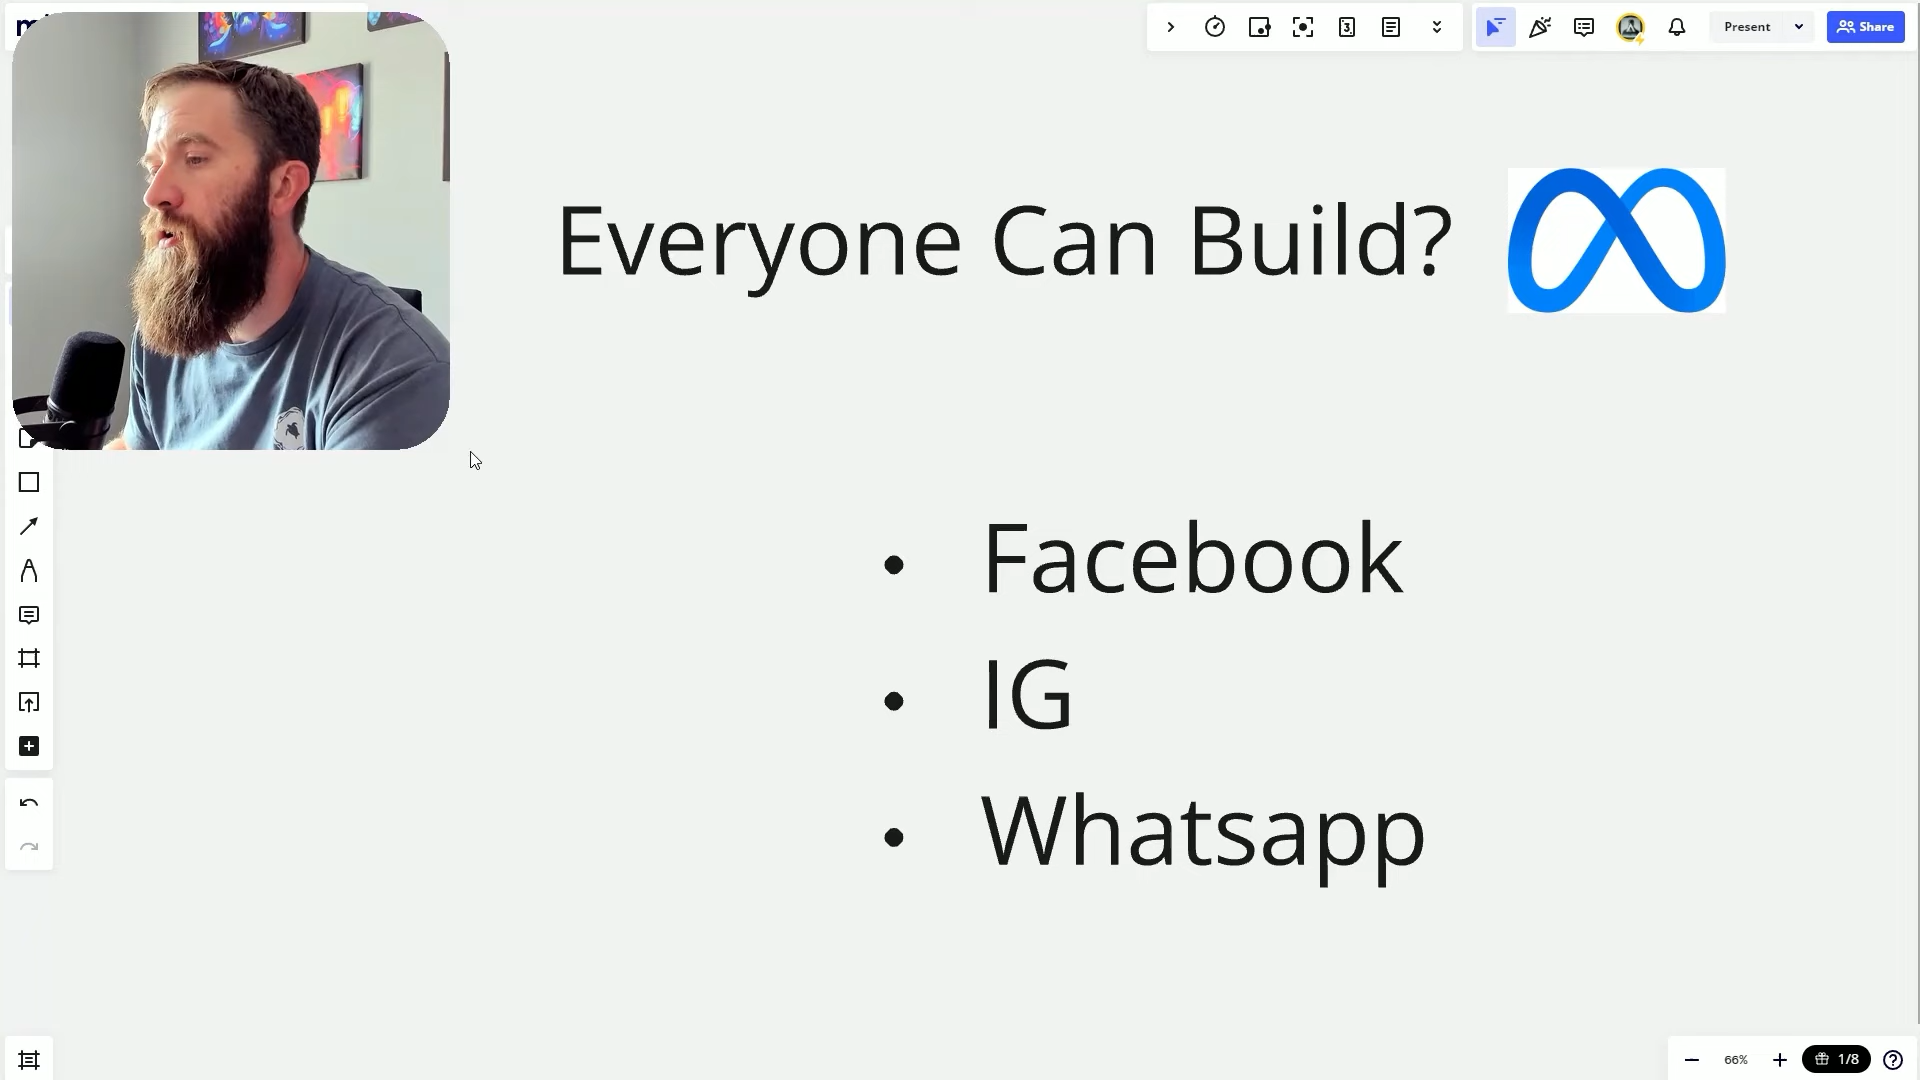 Present
Share
Everyone Can Build?
• Facebook
• IG
• Whatsapp
66%
1/8